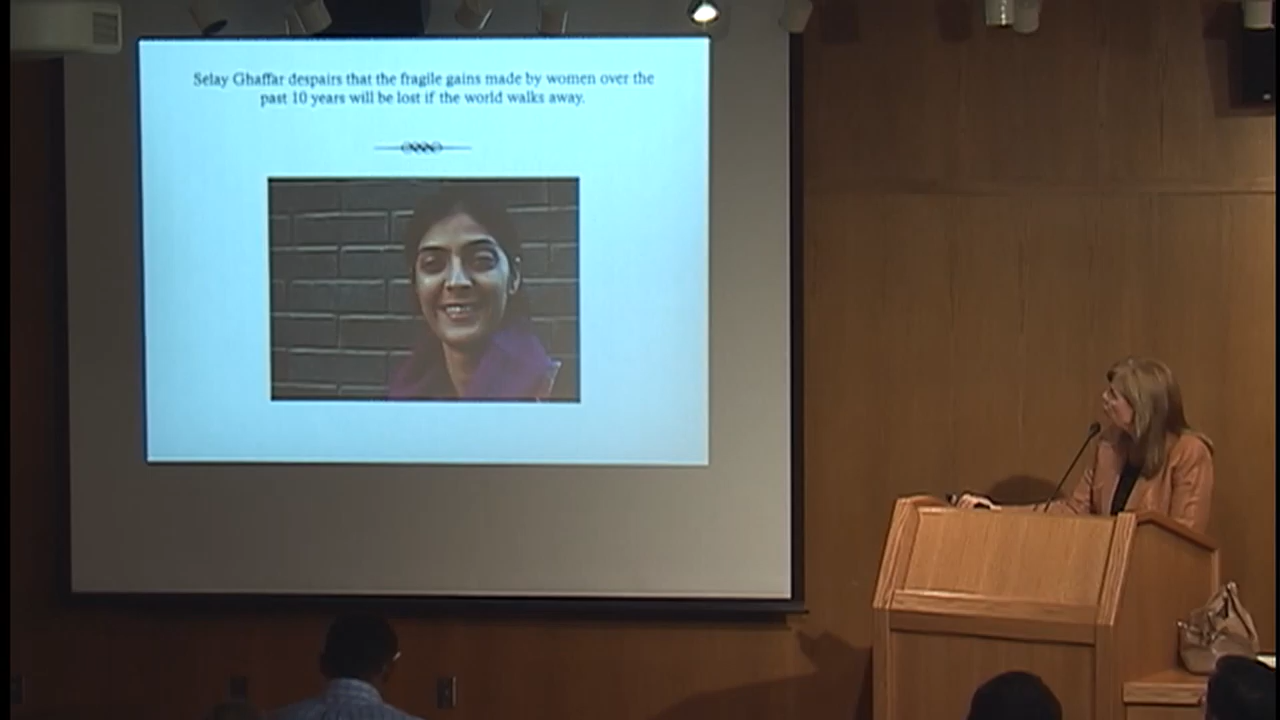 Selay Ghaffar despairs that the fragile gains made by women over the
past 10 years will be lost if the world walks away.